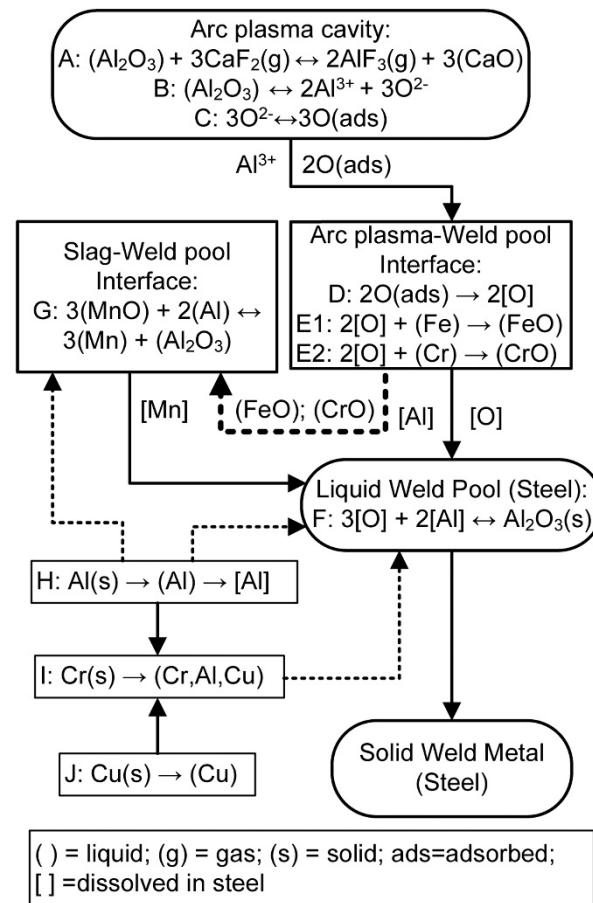 Arc plasma cavity:
A: (Al₂O₃) + 3CaF₂(g) ↔ 2AlF₃(g) + 3(CaO)
B: (Al₂O₃) ↔ 2Al³⁺ + 3O²⁻
C: 3O²⁻↔3O(ads)
Al³⁺ 2O(ads)
Slag-Weld pool
Interface:
G: 3(MnO) + 2(Al) ↔
3(Mn) + (Al₂O₃)
Arc plasma-Weld pool
Interface:
D: 2O(ads) → 2[O]
E1: 2[O] + (Fe) → (FeO)
E2: 2[O] + (Cr) → (CrO)
[Mn] (FeO); (CrO) [Al] [O]
Liquid Weld Pool (Steel):
F: 3[O] + 2[Al] ↔ Al₂O₃(s)
H: Al(s) → (Al) → [Al]
I: Cr(s) → (Cr,Al,Cu)
J: Cu(s) → (Cu)
Solid Weld Metal
(Steel)
( ) = liquid; (g) = gas; (s) = solid; ads=adsorbed;
[ ] =dissolved in steel